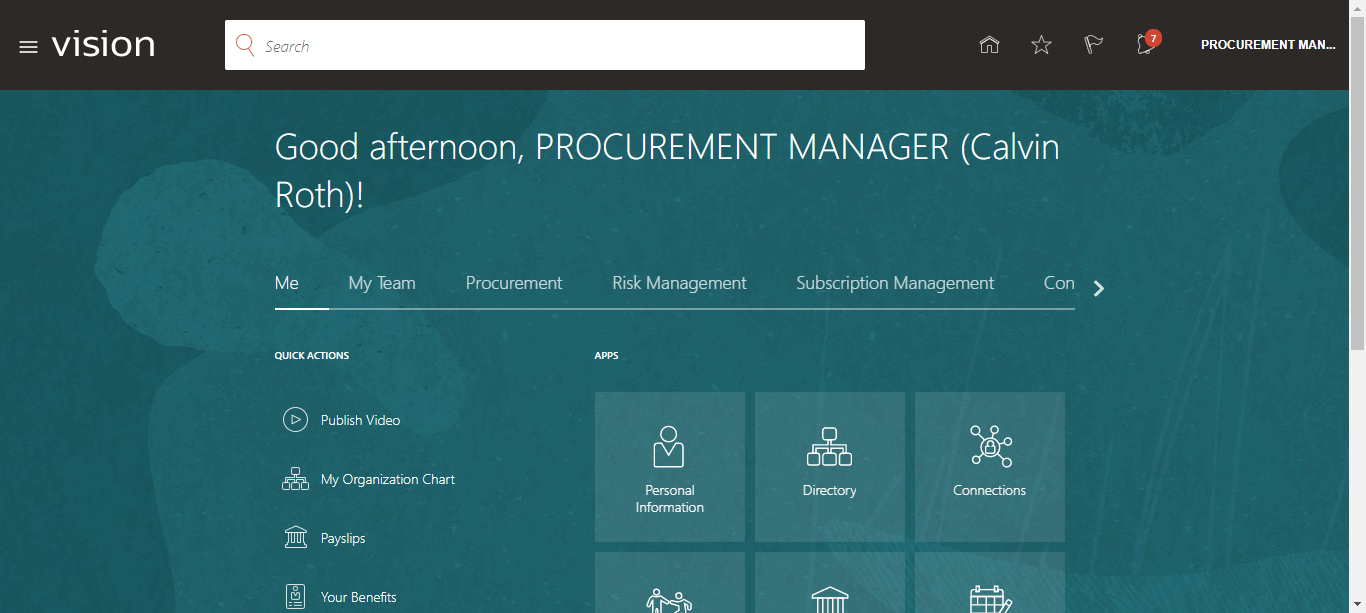 vision
Search
7
PROCUREMENT MAN...
Good afternoon, PROCUREMENT MANAGER (Calvin
Roth)!
Me My Team Procurement Risk Management Subscription Management Con
QUICK ACTIONS
Publish Video
My Organization Chart
Payslips
Your Benefits
APPS
Personal
Information
Directory
Connections